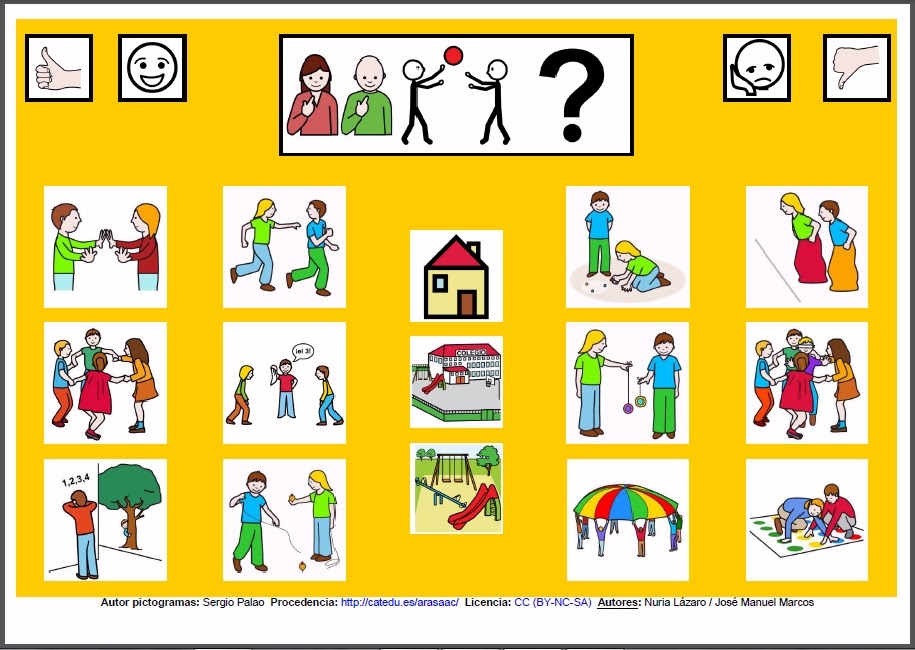 ?
COLEGIO
¡el 3!
1,2,3,4
Autor pictogramas: Sergio Palao Procedencia: http://catedu.es/arasaac/ Licencia: CC (BY-NC-SA) Autores: Nuria Lázaro / José Manuel Marcos